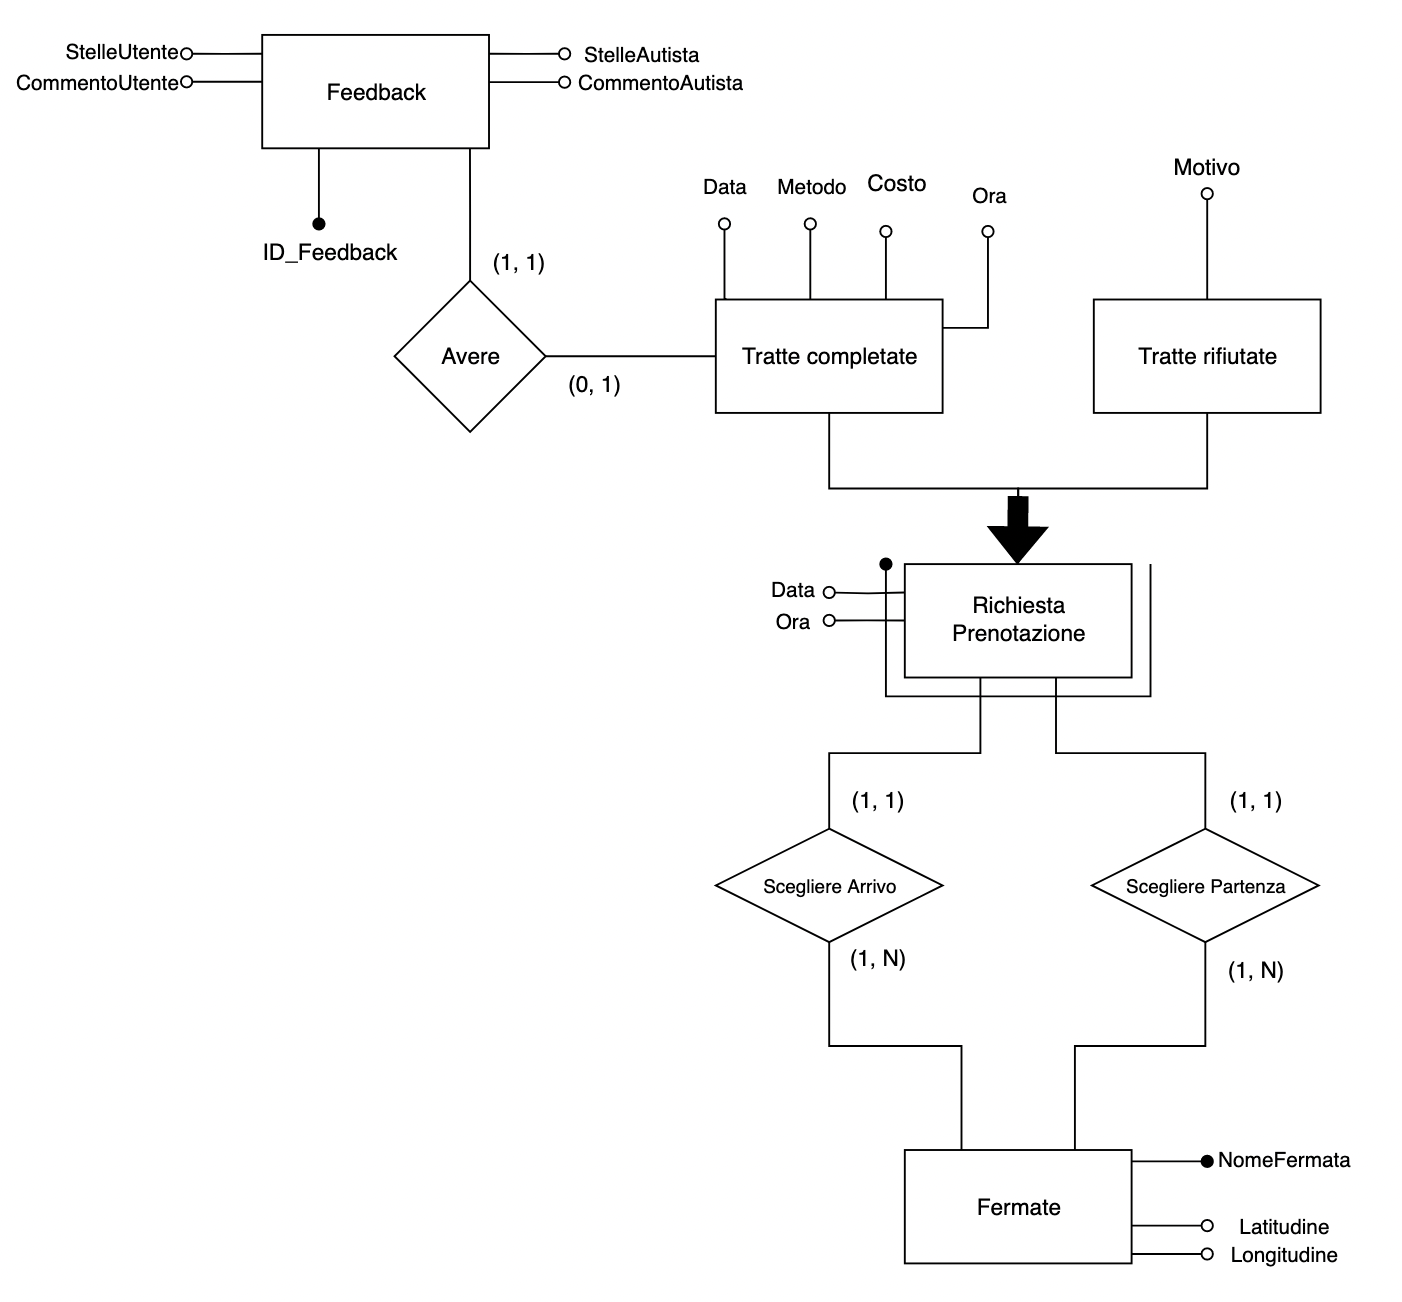 StelleUtente
CommentoUtente
Feedback
StelleAutista
CommentoAutista
ID_Feedback
(1, 1)
Avere
(0, 1)
Data
Metodo
Costo
Ora
Tratte completate
Motivo
Tratte rifiutate
Data
Ora
Richiesta
Prenotazione
(1, 1)
(1, 1)
Scegliere Arrivo
Scegliere Partenza
(1, N)
(1, N)
Fermate
NomeFermata
Latitudine
Longitudine